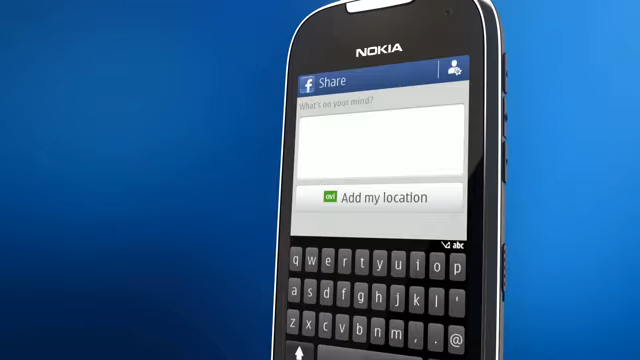 NOKIA
f Share
What's on your mind?
ovi Add my location
abc
q w e r t y u i o p
a s d f g h j k l '
z x c v b n m , . @